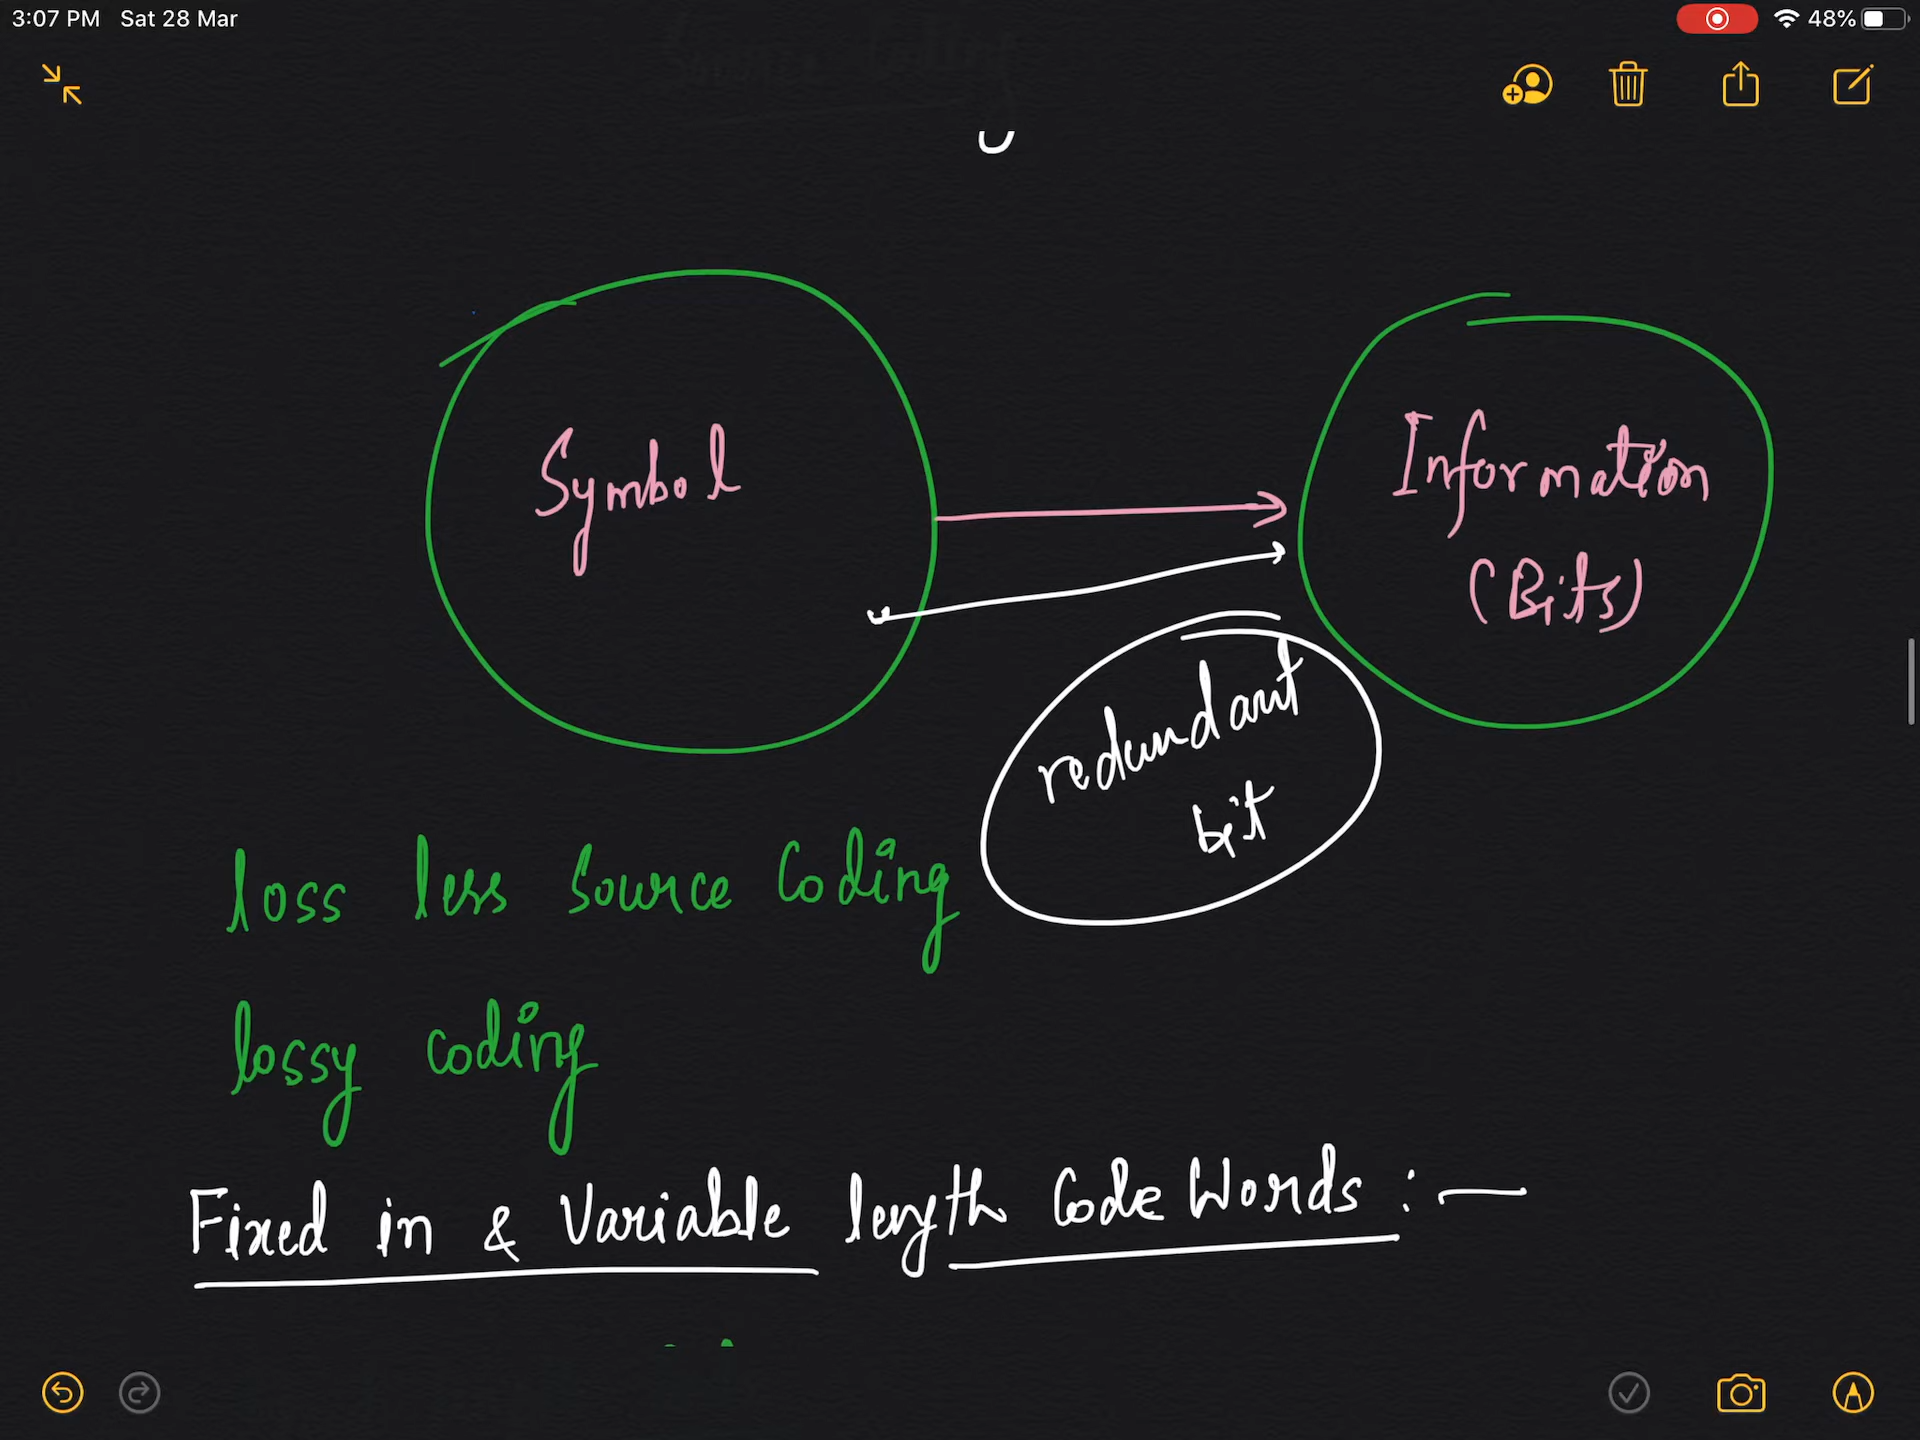 3:07 PM Sat 28 Mar
48%
Symbol
Information
(Bits)
redundant
bit
loss less Source Coding
lossy coding
Fixed in & Variable length Code Words :—